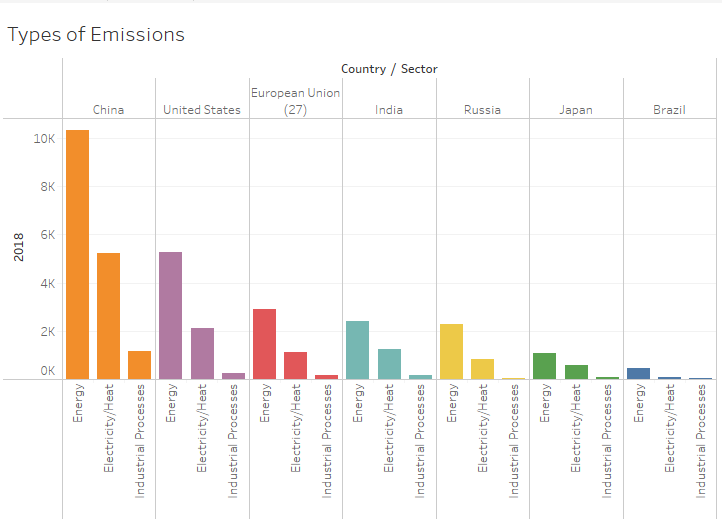 Types of Emissions
Country / Sector
China
United States
European Union
(27)
India
Russia
Japan
Brazil
2018
10K
8K
6K
4K
2K
0K
Energy
Electricity/Heat
Industrial Processes
Energy
Electricity/Heat
Industrial Processes
Energy
Electricity/Heat
Industrial Processes
Energy
Electricity/Heat
Industrial Processes
Energy
Electricity/Heat
Industrial Processes
Energy
Electricity/Heat
Industrial Processes
Energy
Electricity/Heat
Industrial Processes